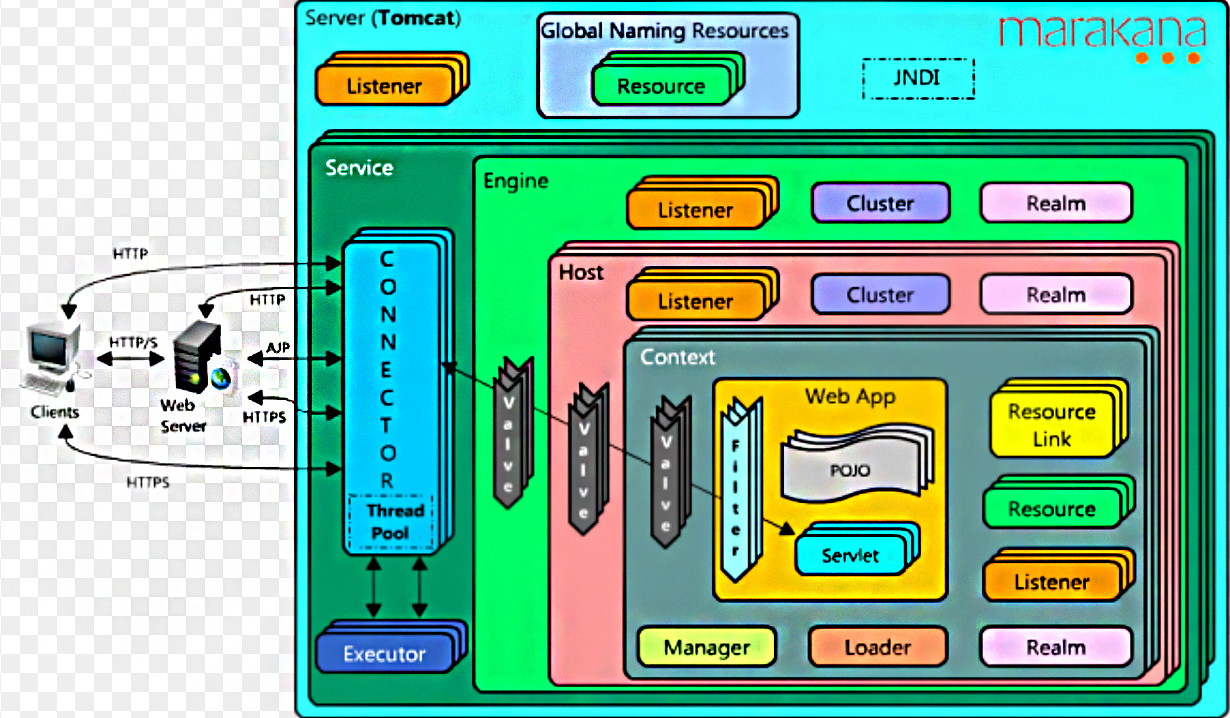 Server (Tomcat)
Global Naming Resources
marakana
Listener
Resource
JNDI
Service
Engine
Listener
Cluster
Realm
Host
Listener
Cluster
Realm
HTTP
HTTP
HTTP/S
AJP
HTTPS
HTTPS
Clients
Web
Server
CONNECTOR
Thread
Pool
Executor
Valve
Valve
Valve
Context
Web App
Filter
POJO
Servlet
Resource
Link
Resource
Listener
Manager
Loader
Realm